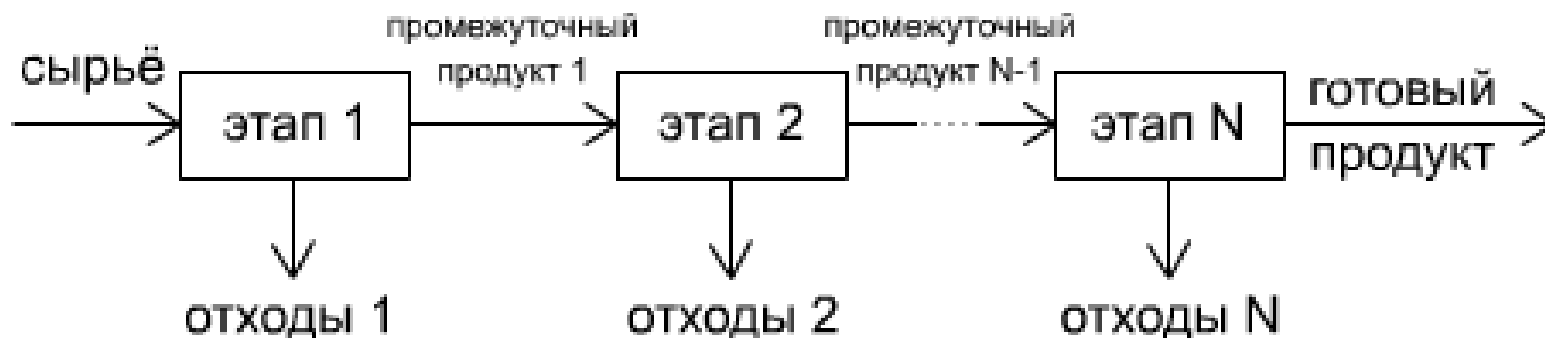 сырьё
этап 1
промежуточный
продукт 1
этап 2
промежуточный
продукт N-1
этап N
готовый
продукт
отходы 1
отходы 2
отходы N